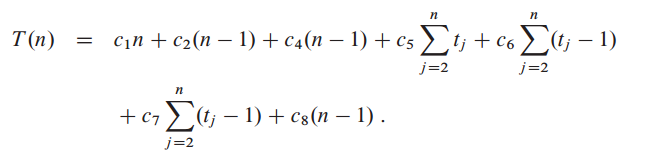 T(n) = c₁n + c₂(n − 1) + c₄(n − 1) + c₅ ∑_{j=2}^{n} t_j + c₆ ∑_{j=2}^{n} (t_j − 1)
+ c₇ ∑_{j=2}^{n} (t_j − 1) + c₈(n − 1) .